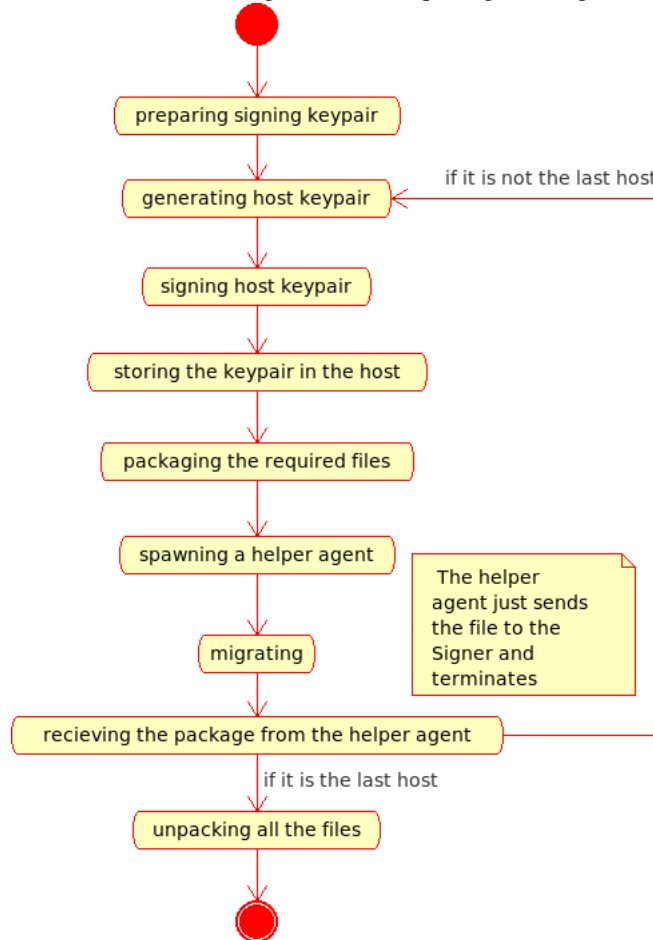 preparing signing keypair
if it is not the last host
generating host keypair
signing host keypair
storing the keypair in the host
packaging the required files
spawning a helper agent
The helper
agent just sends
the file to the
Signer and
terminates
migrating
recieving the package from the helper agent
if it is the last host
unpacking all the files